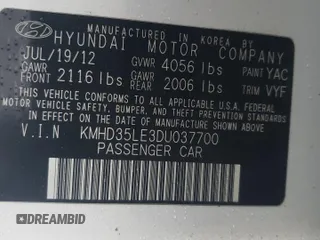 MANUFACTURED IN KOREA BY
HYUNDAI MOTOR COMPANY
JUL/19/12 GVWR 4056 lbs PAINT YAC
GAWR FRONT 2116 lbs GAWR REAR 2006 lbs TRIM VYF
THIS VEHICLE CONFORMS TO ALL APPLICABLE U.S.A. FEDERAL
MOTOR VEHICLE SAFETY, BUMPER, AND THEFT PREVENTION
STANDARDS IN EFFECT ON THE DATE OF MANUFACTURE
SHOWN ABOVE.
V.I.N KMHD35LE3DU037700
PASSENGER CAR
DREAMBID